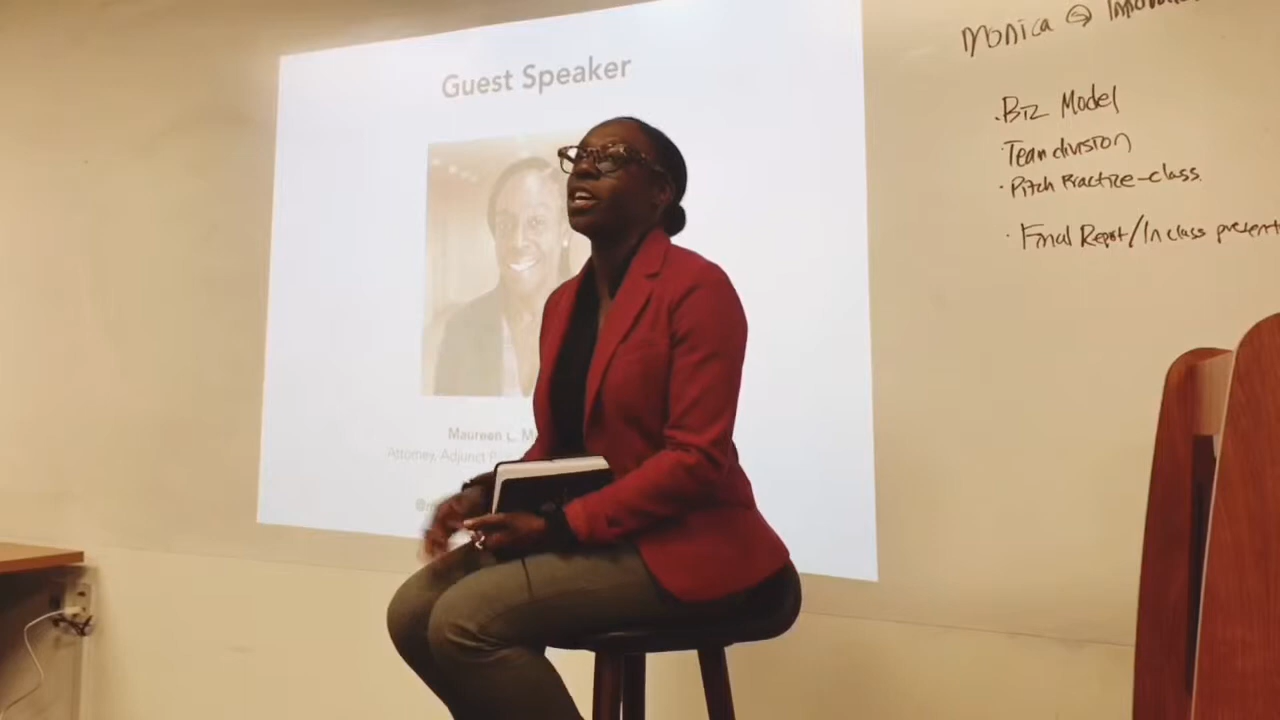 Guest Speaker
Maureen L. M
Attorney, Adjunct
Monica @
· Biz Model
Team division
· Pitch Practice-class
· Final Report/In class present